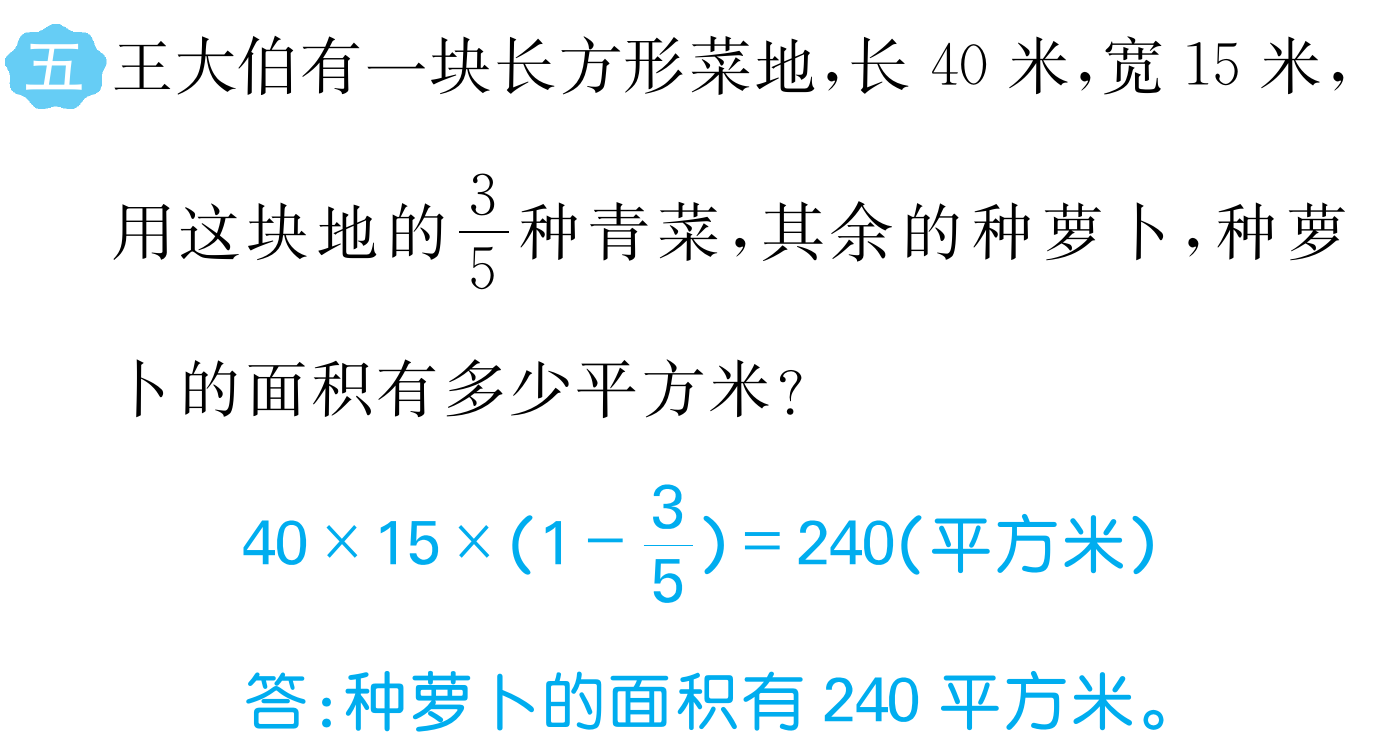 五 王大伯有一块长方形菜地,长 40 米,宽 15 米,
用这块地的3/5种青菜,其余的种萝卜,种萝
卜的面积有多少平方米?
40×15×(1-3/5)=240(平方米)
答:种萝卜的面积有 240 平方米。